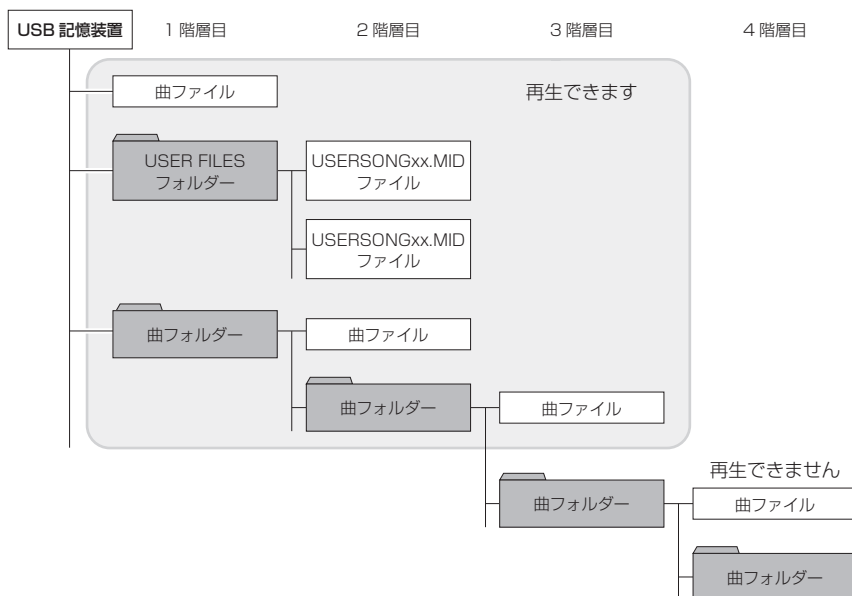 USB 記憶装置 1 階層目 2 階層目 3 階層目 4 階層目
曲ファイル
再生できます
USER FILES
フォルダー
USERSONGxx.MID
ファイル
USERSONGxx.MID
ファイル
曲フォルダー
曲ファイル
曲フォルダー
曲ファイル
再生できません
曲フォルダー
曲ファイル
曲フォルダー